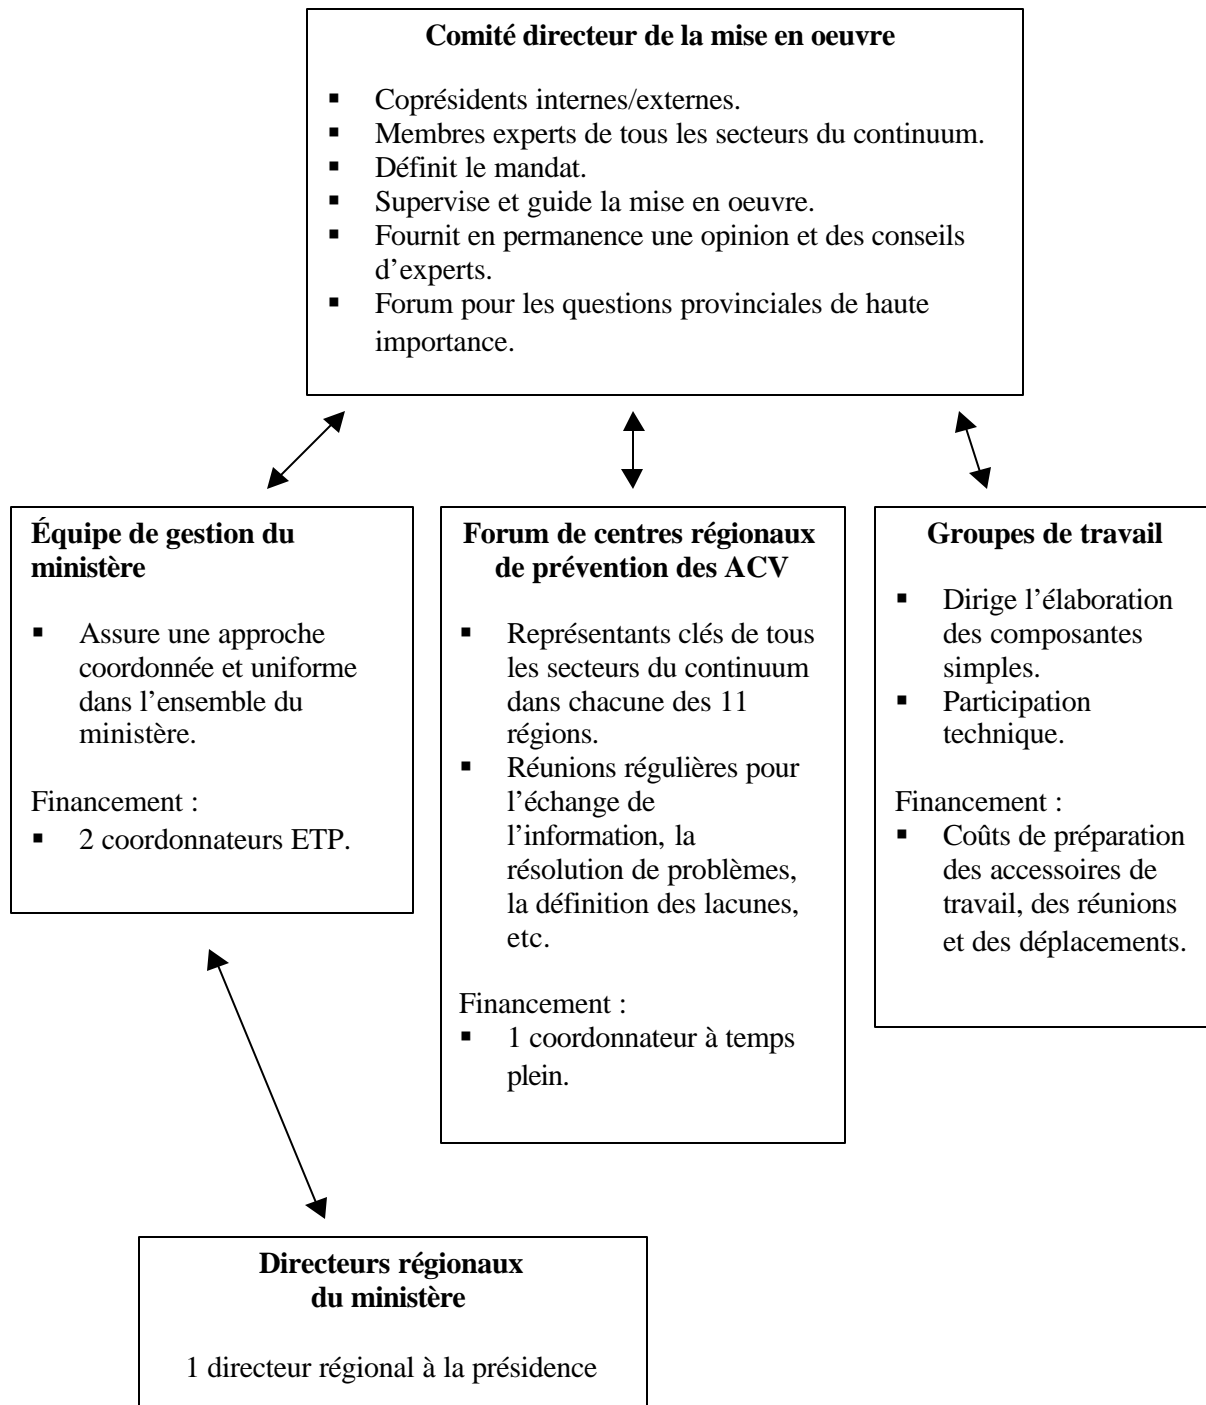 Comité directeur de la mise en oeuvre
▪ Coprésidents internes/externes.
▪ Membres experts de tous les secteurs du continuum.
▪ Définit le mandat.
▪ Supervise et guide la mise en oeuvre.
▪ Fournit en permanence une opinion et des conseils
d’experts.
▪ Forum pour les questions provinciales de haute
importance.
Équipe de gestion du
ministère
▪ Assure une approche
coordonnée et uniforme
dans l’ensemble du
ministère.
Financement :
▪ 2 coordonnateurs ETP.
Forum de centres régionaux
de prévention des ACV
▪ Représentants clés de tous
les secteurs du continuum
dans chacune des 11
régions.
▪ Réunions régulières pour
l’échange de
l’information, la
résolution de problèmes,
la définition des lacunes,
etc.
Financement :
▪ 1 coordonnateur à temps
plein.
Groupes de travail
▪ Dirige l’élaboration
des composantes
simples.
▪ Participation
technique.
Financement :
▪ Coûts de préparation
des accessoires de
travail, des réunions
et des déplacements.
Directeurs régionaux
du ministère
1 directeur régional à la présidence